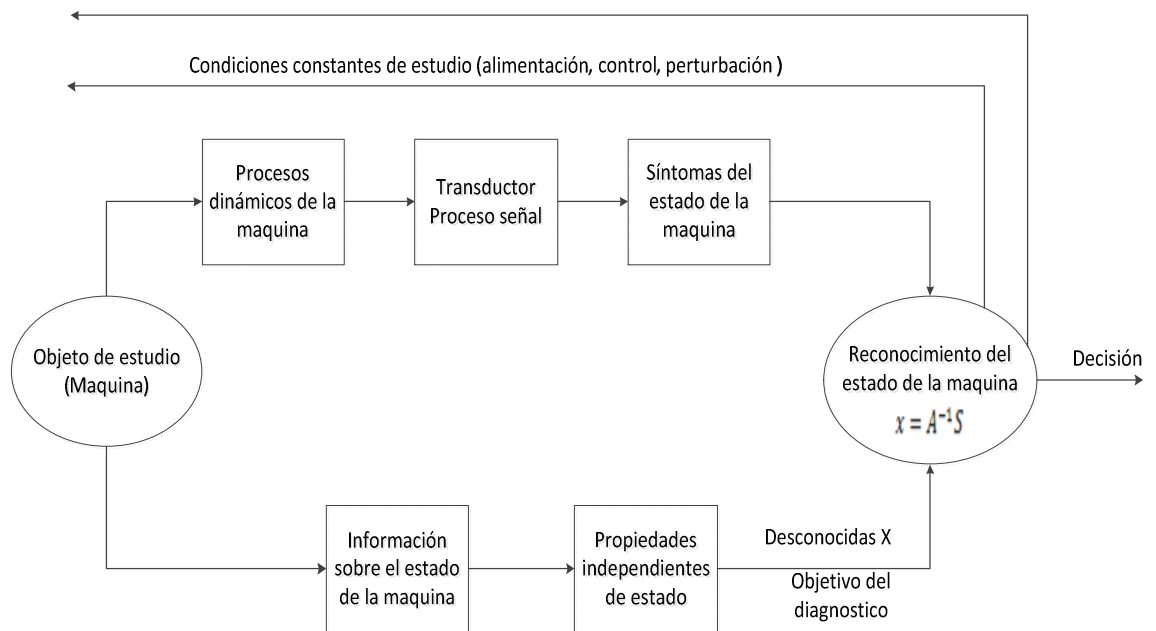 Condiciones constantes de estudio (alimentación, control, perturbación )
Procesos
dinámicos de la
maquina
Transductor
Proceso señal
Síntomas del
estado de la
maquina
Objeto de estudio
(Maquina)
Reconocimiento del
estado de la maquina
x = A⁻¹S
Decisión
Información
sobre el estado
de la maquina
Propiedades
independientes
de estado
Desconocidas X
Objetivo del
diagnostico